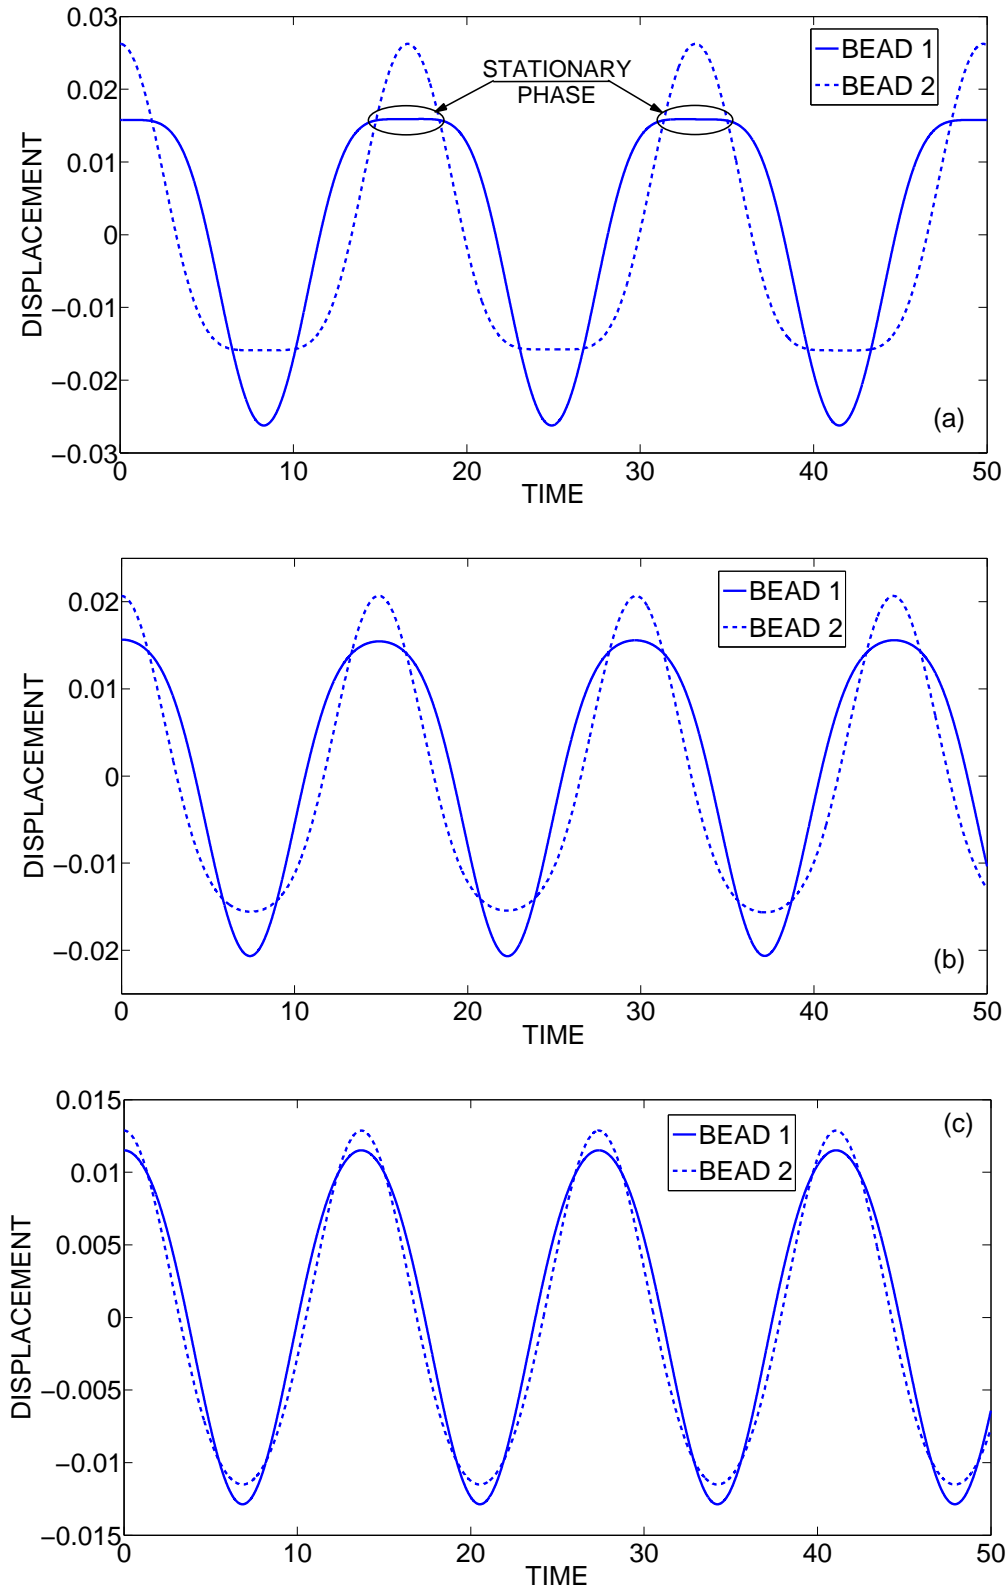 0.03
0.02
0.01
0
−0.01
−0.02
−0.03
DISPLACEMENT
STATIONARY
PHASE
BEAD 1
BEAD 2
(a)
0 10 20 30 40 50
TIME
0.02
0.01
0
−0.01
−0.02
DISPLACEMENT
BEAD 1
BEAD 2
(b)
0 10 20 30 40 50
TIME
0.015
0.01
0.005
0
−0.005
−0.01
−0.015
DISPLACEMENT
BEAD 1
BEAD 2
(c)
0 10 20 30 40 50
TIME